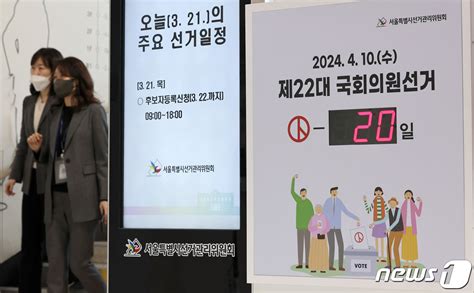 오늘(3. 21.)의
주요 선거일정
[3. 21. 목]
○ 후보자등록신청(3. 22.까지)
09:00~18:00
서울특별시선거관리위원회
서울특별시선거관리위원회
서울특별시선거관리위원회
2024. 4. 10.(수)
제22대 국회의원선거
- 20일
VOTE
news1